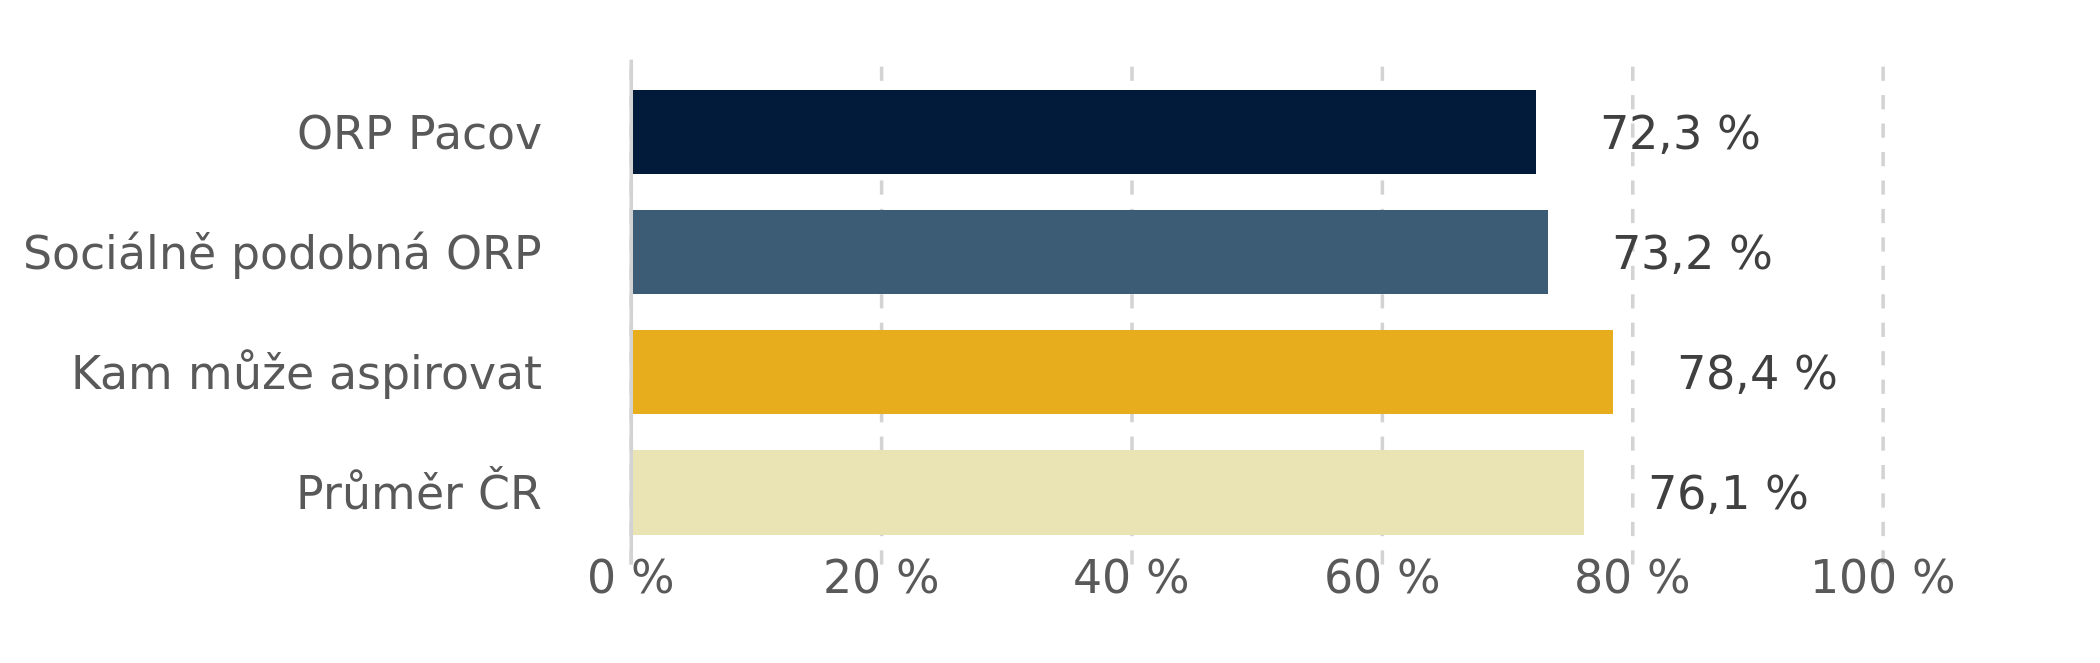 ORP Pacov 72,3 %
Sociálně podobná ORP 73,2 %
Kam může aspirovat 78,4 %
Průměr ČR 76,1 %
0 % 20 % 40 % 60 % 80 % 100 %